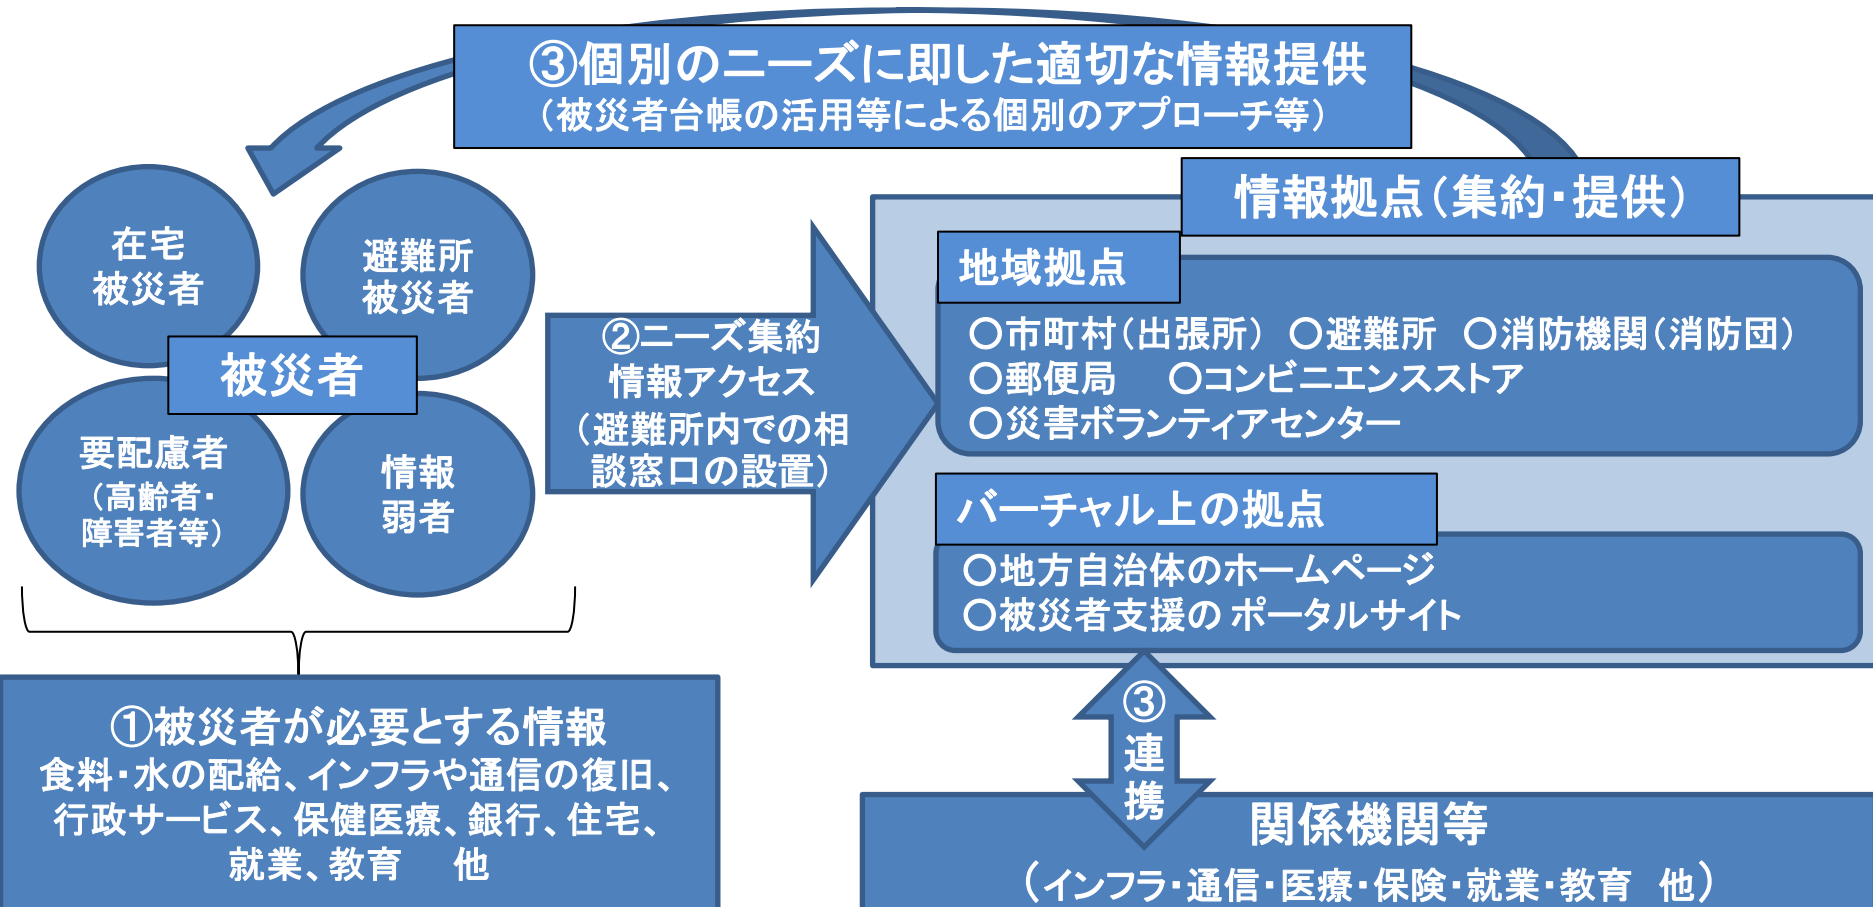 ③個別のニーズに即した適切な情報提供
（被災者台帳の活用等による個別のアプローチ等）
在宅
被災者
避難所
被災者
被災者
要配慮者
（高齢者・
障害者等）
情報
弱者
②ニーズ集約
情報アクセス
（避難所内での相
談窓口の設置）
情報拠点（集約・提供）
地域拠点
○市町村（出張所） ○避難所 ○消防機関（消防団）
○郵便局 ○コンビニエンスストア
○災害ボランティアセンター
バーチャル上の拠点
○地方自治体のホームページ
○被災者支援のポータルサイト
①被災者が必要とする情報
食料・水の配給、インフラや通信の復旧、
行政サービス、保健医療、銀行、住宅、
就業、教育 他
③
連
携
関係機関等
（インフラ・通信・医療・保険・就業・教育 他）